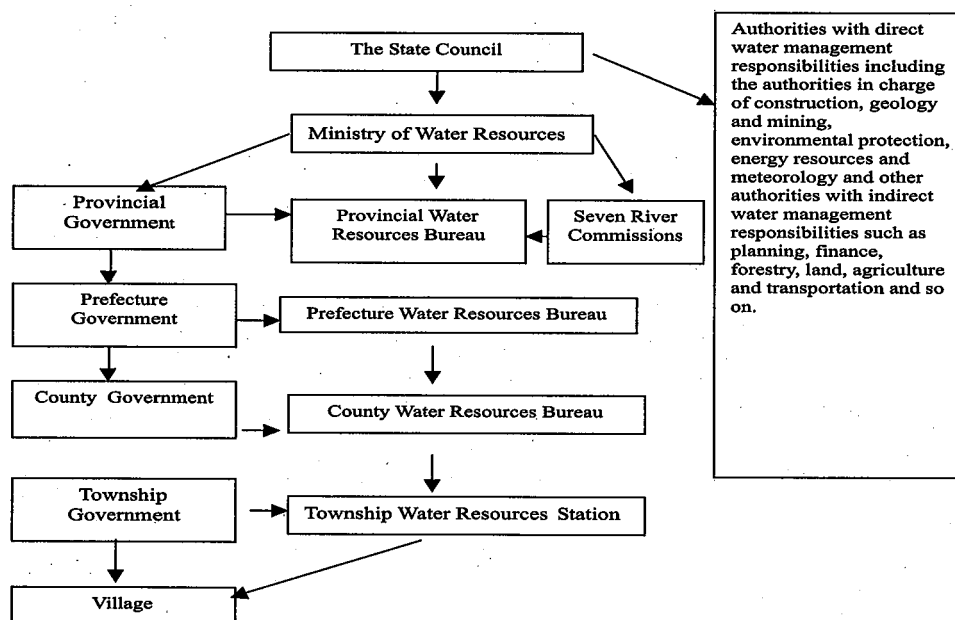 The State Council
Authorities with direct
water management
responsibilities including
the authorities in charge
of construction, geology
and mining,
environmental protection,
energy resources and
meteorology and other
authorities with indirect
water management
responsibilities such as
planning, finance,
forestry, land, agriculture
and transportation and so
on.
Ministry of Water Resources
Provincial
Government
Provincial Water
Resources Bureau
Seven River
Commissions
Prefecture
Government
Prefecture Water Resources Bureau
County Government
County Water Resources Bureau
Township
Government
Township Water Resources Station
Village